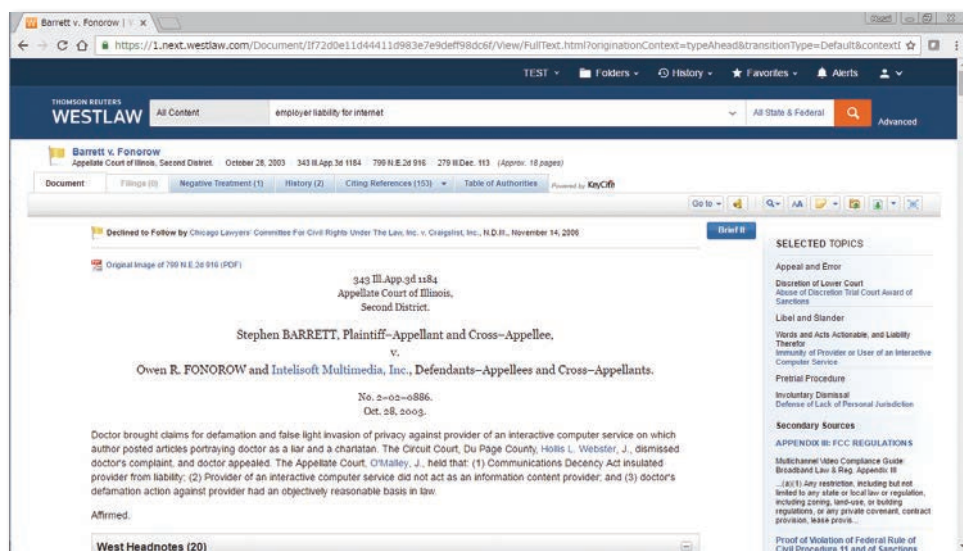 Barrett v. Fonorow |
https://1.next.westlaw.com/Document/If72d0e11d44411d983e7e9deff98dc6f/View/FullText.html?originationContext=typeAhead&transitionType=Default&contextI
TEST Folders History Favorites Alerts
THOMSON REUTERS
WESTLAW All Content employer liability for internet All State & Federal Advanced
Barrett v. Fonorow
Appellate Court of Illinois, Second District. October 28, 2003 343 Ill.App.3d 1184 799 N.E.2d 916 279 Ill.Dec. 113 (Approx. 18 pages)
Document Filings (0) Negative Treatment (1) History (2) Citing References (153) Table of Authorities Powered by KeyCite
Go to AA
Declined to Follow by Chicago Lawyers' Committee For Civil Rights Under The Law, Inc. v. Craigslist, Inc., N.D.Ill., November 14, 2006
Brief It
Original Image of 799 N.E.2d 916 (PDF)
343 Ill.App.3d 1184
Appellate Court of Illinois,
Second District.
Stephen BARRETT, Plaintiff–Appellant and Cross–Appellee,
v.
Owen R. FONOROW and Intelisoft Multimedia, Inc., Defendants–Appellees and Cross–Appellants.
No. 2–02–0886.
Oct. 28, 2003.
Doctor brought claims for defamation and false light invasion of privacy against provider of an interactive computer service on which
author posted articles portraying doctor as a liar and a charlatan. The Circuit Court, Du Page County, Hollis L. Webster, J., dismissed
doctor's complaint, and doctor appealed. The Appellate Court, O'Malley, J., held that: (1) Communications Decency Act insulated
provider from liability; (2) Provider of an interactive computer service did not act as an information content provider; and (3) doctor's
defamation action against provider had an objectively reasonable basis in law.
Affirmed.
West Headnotes (20)
SELECTED TOPICS
Appeal and Error
Discretion of Lower Court
Abuse of Discretion Trial Court Award of
Sanctions
Libel and Slander
Words and Acts Actionable, and Liability
Therefor
Immunity of Provider or User of an Interactive
Computer Service
Pretrial Procedure
Involuntary Dismissal
Defense of Lack of Personal Jurisdiction
Secondary Sources
APPENDIX III: FCC REGULATIONS
Multichannel Video Compliance Guide:
Broadband Law & Reg. Appendix III
...(a)(1) Any restriction, including but not
limited to any state or local law or regulation,
including zoning, land-use, or building
regulations, or any private covenant, contract
provision, lease provis...
Proof of Violation of Federal Rule of
Civil Procedure 11 and of Sanctions